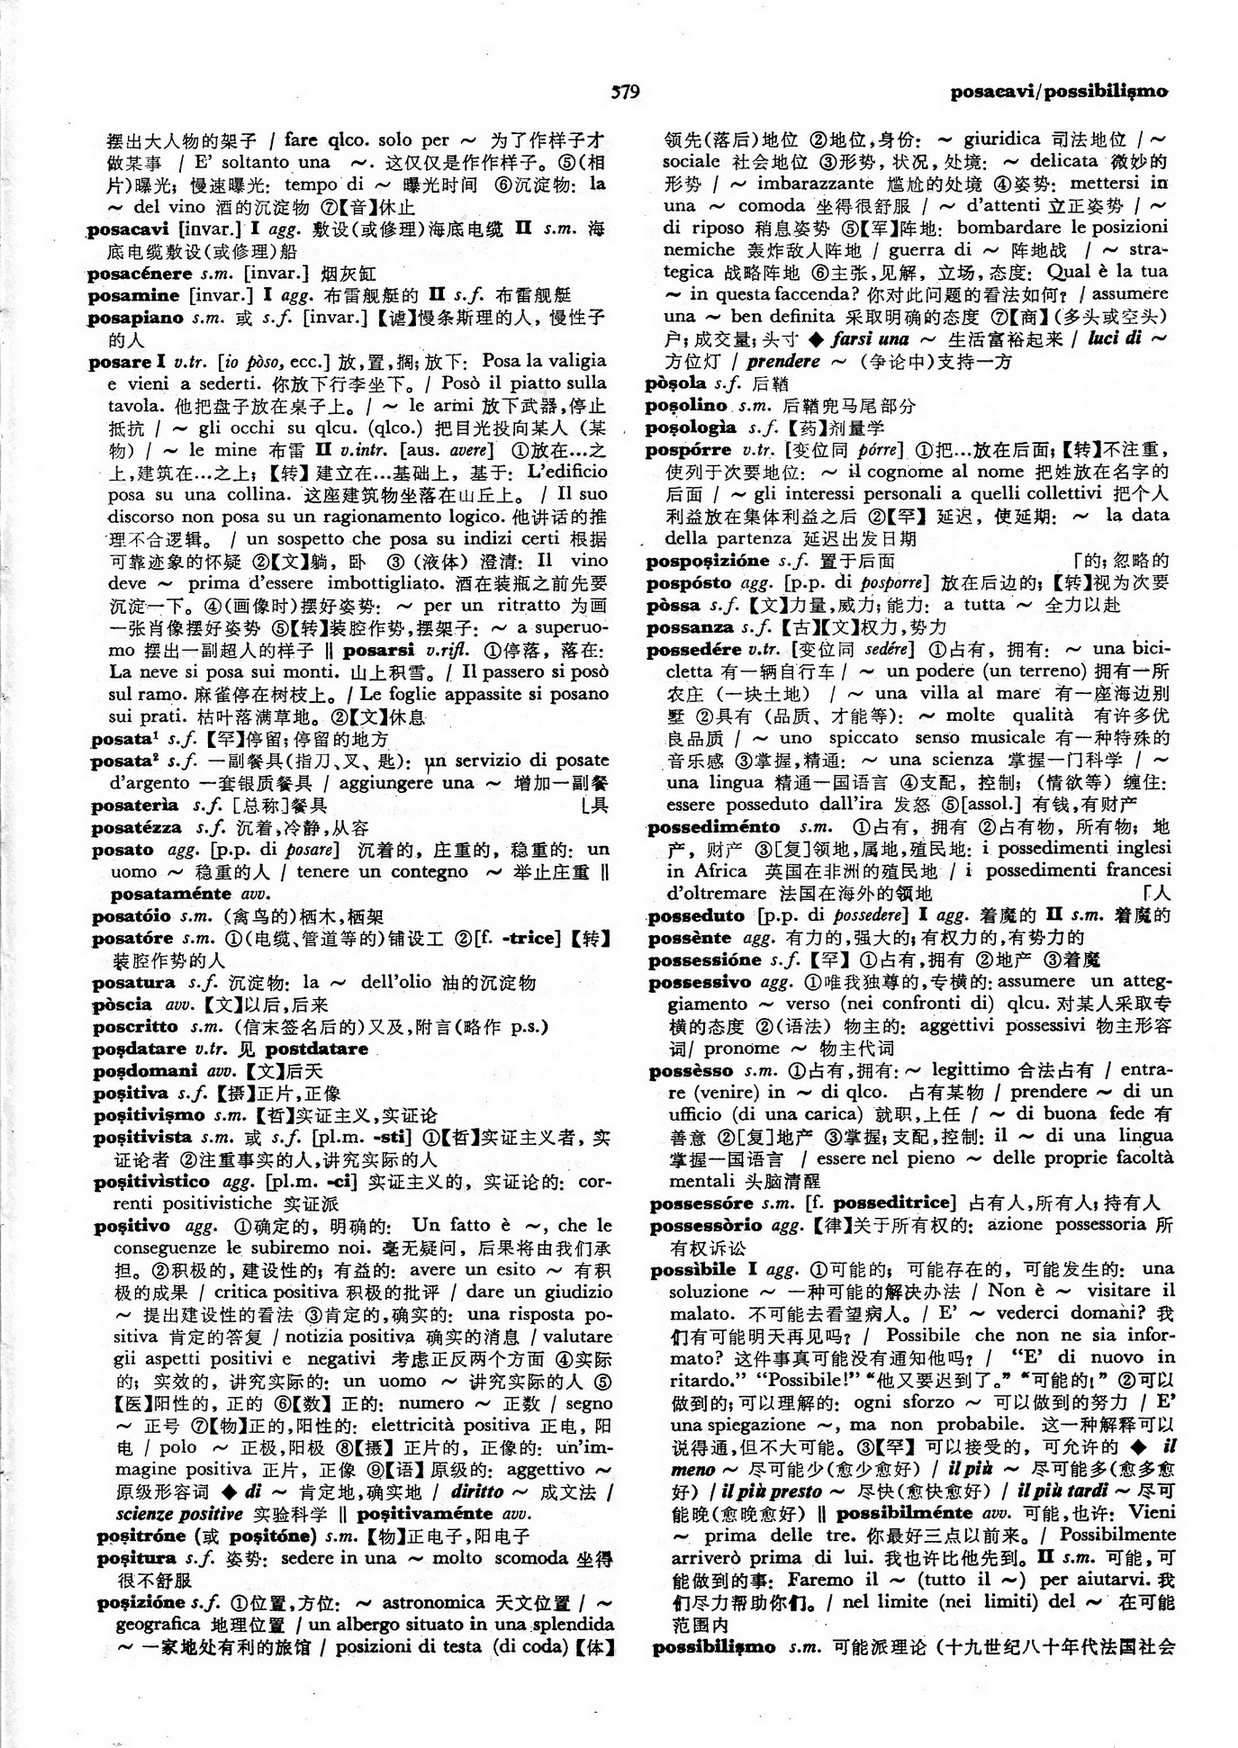 579
posacavi/possibilişmo
摆出大人物的架子 / fare qlco. solo per ～ 为了作样子才
做某事 / E’ soltanto una ～. 这仅仅是作作样子。⑤(相
片)曝光; 慢速曝光: tempo di ～ 曝光时间 ⑥沉淀物: la
～ del vino 酒的沉淀物 ⑦【音】休止
posacavi [invar.] I agg. 敷设(或修理)海底电缆 II s.m. 海
底电缆敷设(或修理)船
posacénere s.m. [invar.] 烟灰缸
posamine [invar.] I agg. 布雷舰艇的 II s.f. 布雷舰艇
posapiano s.m. 或 s.f. [invar.]【谑】慢条斯理的人, 慢性子
的人
posare I v.tr. [io pòso, ecc.] 放,置,搁; 放下: Posa la valigia
e vieni a sederti. 你放下行李坐下。/ Posò il piatto sulla
tavola. 他把盘子放在桌子上。/ ～ le armi 放下武器,停止
抵抗 / ～ gli occhi su qlcu. (qlco.) 把目光投向某人 (某
物) / ～ le mine 布雷 II v.intr. [aus. avere] ①放在…之
上,建筑在…之上;【转】建立在…基础上, 基于: L’edificio
posa su una collina. 这座建筑物坐落在山丘上。 / Il suo
discorso non posa su un ragionamento logico. 他讲话的推
理不合逻辑。 / un sospetto che posa su indizi certi 根据
可靠迹象的怀疑 ②【文】躺, 卧 ③ (液体) 澄清: Il vino
deve ～ prima d’essere imbottigliato. 酒在装瓶之前先要
沉淀一下。④(画像时)摆好姿势: ～ per un ritratto 为画
一张肖像摆好姿势 ⑤【转】装腔作势,摆架子: ～ a superuo-
mo 摆出一副超人的样子 ‖ posarsi v.rifl. ①停落, 落在:
La neve si posa sui monti. 山上积雪。/ Il passero si posò
sul ramo. 麻雀停在树枝上。/ Le foglie appassite si posano
sui prati. 枯叶落满草地。②【文】休息
posata¹ s.f. 【罕】停留; 停留的地方
posata² s.f. 一副餐具(指刀、叉、匙): un servizio di posate
d’argento 一套银质餐具 / aggiungere una ～ 增加一副餐
posaterìa s.f. [总称]餐具 ⌊具
posatézza s.f. 沉着,冷静,从容
posato agg. [p.p. di posare] 沉着的, 庄重的, 稳重的: un
uomo ～ 稳重的人 / tenere un contegno ～ 举止庄重 ‖
posataménte avv.
posatóio s.m. (禽鸟的)栖木,栖架
posatóre s.m. ①(电缆、管道等的)铺设工 ②[f. -trice]【转】
装腔作势的人
posatura s.f. 沉淀物: la ～ dell’olio 油的沉淀物
pòscia avv. 【文】以后,后来
poscritto s.m. (信末签名后的)又及,附言(略作 p.s.)
poşdatare v.tr. 见 postdatare
poşdomani avv. 【文】后天
poşitiva s.f. 【摄】正片,正像
poşitivişmo s.m. 【哲】实证主义,实证论
poşitivista s.m. 或 s.f. [pl.m. -sti] ①【哲】实证主义者, 实
证论者 ②注重事实的人,讲究实际的人
poşitivìstico agg. [pl.m. -ci] 实证主义的, 实证论的: cor-
renti positivistiche 实证派
poşitivo agg. ①确定的, 明确的: Un fatto è ～, che le
conseguenze le subiremo noi. 毫无疑问, 后果将由我们承
担。②积极的, 建设性的; 有益的: avere un esito ～ 有积
极的成果 / critica positiva 积极的批评 / dare un giudizio
～ 提出建设性的看法 ③肯定的,确实的: una risposta po-
sitiva 肯定的答复 / notizia positiva 确实的消息 / valutare
gli aspetti positivi e negativi 考虑正反两个方面 ④实际
的; 实效的, 讲究实际的: un uomo ～ 讲究实际的人 ⑤
【医】阳性的, 正的 ⑥【数】 正的: numero ～ 正数 / segno
～ 正号 ⑦【物】正的,阳性的: elettricità positiva 正电, 阳
电 / polo ～ 正极,阳极 ⑧【摄】 正片的, 正像的: un’im-
magine positiva 正片, 正像 ⑨【语】原级的: aggettivo ～
原级形容词 ◆ di ～ 肯定地,确实地 / diritto ～ 成文法 /
scienze positive 实验科学 ‖ poşitivaménte avv.
poşitróne (或 poşitóne) s.m. 【物】正电子,阳电子
poşitura s.f. 姿势: sedere in una ～ molto scomoda 坐得
很不舒服
poşizióne s.f. ①位置,方位: ～ astronomica 天文位置 / ～
geografica 地理位置 / un albergo situato in una splendida
～ 一家地处有利的旅馆 / posizioni di testa (di coda)【体】
领先(落后)地位 ②地位,身份: ～ giuridica 司法地位 / ～
sociale 社会地位 ③形势, 状况, 处境: ～ delicata 微妙的
形势 / ～ imbarazzante 尴尬的处境 ④姿势: mettersi in
una ～ comoda 坐得很舒服 / ～ d’attenti 立正姿势 / ～
di riposo 稍息姿势 ⑤【军】阵地: bombardare le posizioni
nemiche 轰炸敌人阵地 / guerra di ～ 阵地战 / ～ stra-
tegica 战略阵地 ⑥主张,见解, 立场, 态度: Qual è la tua
～ in questa faccenda? 你对此问题的看法如何? / assumere
una ～ ben definita 采取明确的态度 ⑦【商】(多头或空头)
户; 成交量; 头寸 ◆ farsi una ～ 生活富裕起来 / luci di ～
方位灯 / prendere ～ (争论中)支持一方
pòşola s.f. 后鞧
poşolino s.m. 后鞧兜马尾部分
poşologìa s.f. 【药】剂量学
pospórre v.tr. [变位同 pórre] ①把…放在后面;【转】不注重,
使列于次要地位: ～ il cognome al nome 把姓放在名字的
后面 / ～ gli interessi personali a quelli collettivi 把个人
利益放在集体利益之后 ②【罕】 延迟, 使延期: ～ la data
della partenza 延迟出发日期
pospoşizióne s.f. 置于后面 ｢的; 忽略的
pospósto agg. [p.p. di posporre] 放在后边的;【转】视为次要
pòssa s.f. 【文】力量,威力; 能力: a tutta ～ 全力以赴
possanza s.f. 【古】【文】权力,势力
possedére v.tr. [变位同 sedére] ①占有, 拥有: ～ una bici-
cletta 有一辆自行车 / ～ un podere (un terreno) 拥有一所
农庄 (一块土地) / ～ una villa al mare 有一座海边别
墅 ②具有 (品质、才能等): ～ molte qualità 有许多优
良品质 / ～ uno spiccato senso musicale 有一种特殊的
音乐感 ③掌握,精通: ～ una scienza 掌握一门科学 / ～
una lingua 精通一国语言 ④支配, 控制; (情欲等) 缠住:
essere posseduto dall’ira 发怒 ⑤[assol.] 有钱,有财产
possediménto s.m. ①占有, 拥有 ②占有物, 所有物; 地
产, 财产 ③[复]领地,属地,殖民地: i possedimenti inglesi
in Africa 英国在非洲的殖民地 / i possedimenti francesi
d’oltremare 法国在海外的领地 ｢人
posseduto [p.p. di possedere] I agg. 着魔的 II s.m. 着魔的
possènte agg. 有力的,强大的; 有权力的,有势力的
possessióne s.f. 【罕】 ①占有,拥有 ②地产 ③着魔
possessivo agg. ①唯我独尊的, 专横的: assumere un atteg-
giamento ～ verso (nei confronti di) qlcu. 对某人采取专
横的态度 ②(语法) 物主的: aggettivi possessivi 物主形容
词/ pronome ～ 物主代词
possèsso s.m. ①占有,拥有: ～ legittimo 合法占有 / entra-
re (venire) in ～ di qlco. 占有某物 / prendere ～ di un
ufficio (di una carica) 就职,上任 / ～ di buona fede 有
善意 ②[复]地产 ③掌握; 支配,控制: il ～ di una lingua
掌握一国语言 / essere nel pieno ～ delle proprie facoltà
mentali 头脑清醒
possessóre s.m. [f. posseditrice] 占有人,所有人; 持有人
possessòrio agg. 【律】关于所有权的: azione possessoria 所
有权诉讼
possìbile I agg. ①可能的; 可能存在的, 可能发生的: una
soluzione ～ 一种可能的解决办法 / Non è ～ visitare il
malato. 不可能去看望病人。/ E’ ～ vederci domani? 我
们有可能明天再见吗? / Possibile che non ne sia infor-
mato? 这件事真可能没有通知他吗? / “E’ di nuovo in
ritardo.” “Possibile!” “他又要迟到了。” “可能的!” ②可以
做到的; 可以理解的: ogni sforzo ～ 可以做到的努力 / E’
una spiegazione ～, ma non probabile. 这一种解释可以
说得通,但不大可能。③【罕】 可以接受的, 可允许的 ◆ il
meno ～ 尽可能少(愈少愈好) / il più ～ 尽可能多(愈多愈
好) / il più presto ～ 尽快(愈快愈好) / il più tardi ～ 尽可
能晚(愈晚愈好) ‖ possibilménte avv. 可能,也许: Vieni
～ prima delle tre. 你最好三点以前来。/ Possibilmente
arriverò prima di lui. 我也许比他先到。II s.m. 可能, 可
能做到的事: Faremo il ～ (tutto il ～) per aiutarvi. 我
们尽力帮助你们。/ nel limite (nei limiti) del ～ 在可能
范围内
possibilişmo s.m. 可能派理论 (十九世纪八十年代法国社会